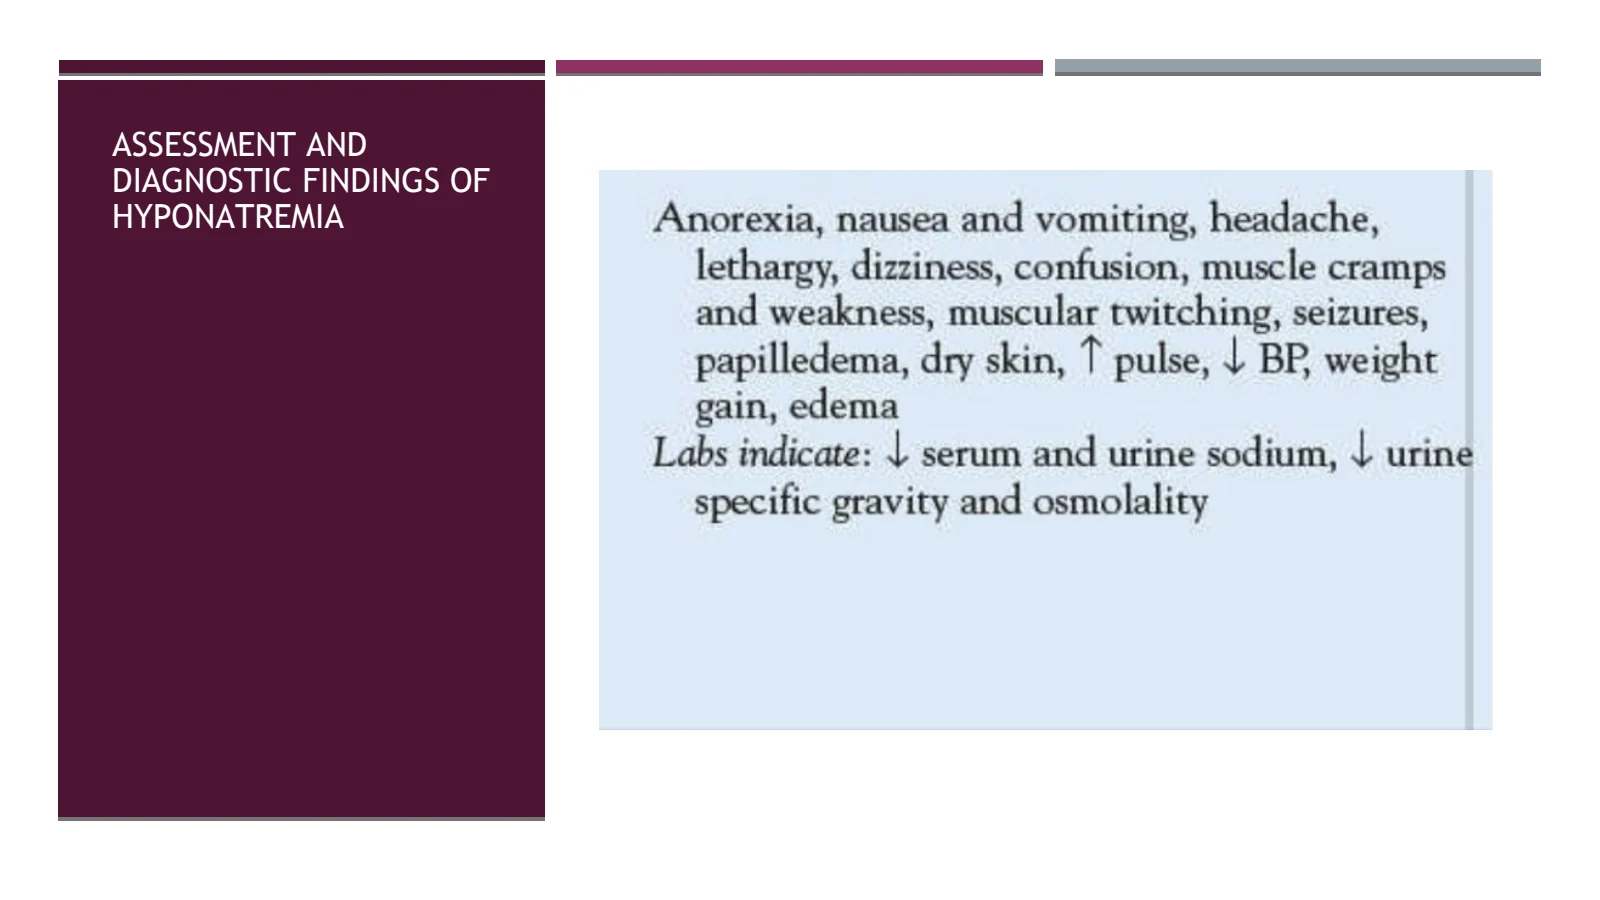 ASSESSMENT AND
DIAGNOSTIC FINDINGS OF
HYPONATREMIA
Anorexia, nausea and vomiting, headache,
lethargy, dizziness, confusion, muscle cramps
and weakness, muscular twitching, seizures,
papilledema, dry skin, ↑ pulse, ↓ BP, weight
gain, edema
Labs indicate: ↓ serum and urine sodium, ↓ urine
specific gravity and osmolality